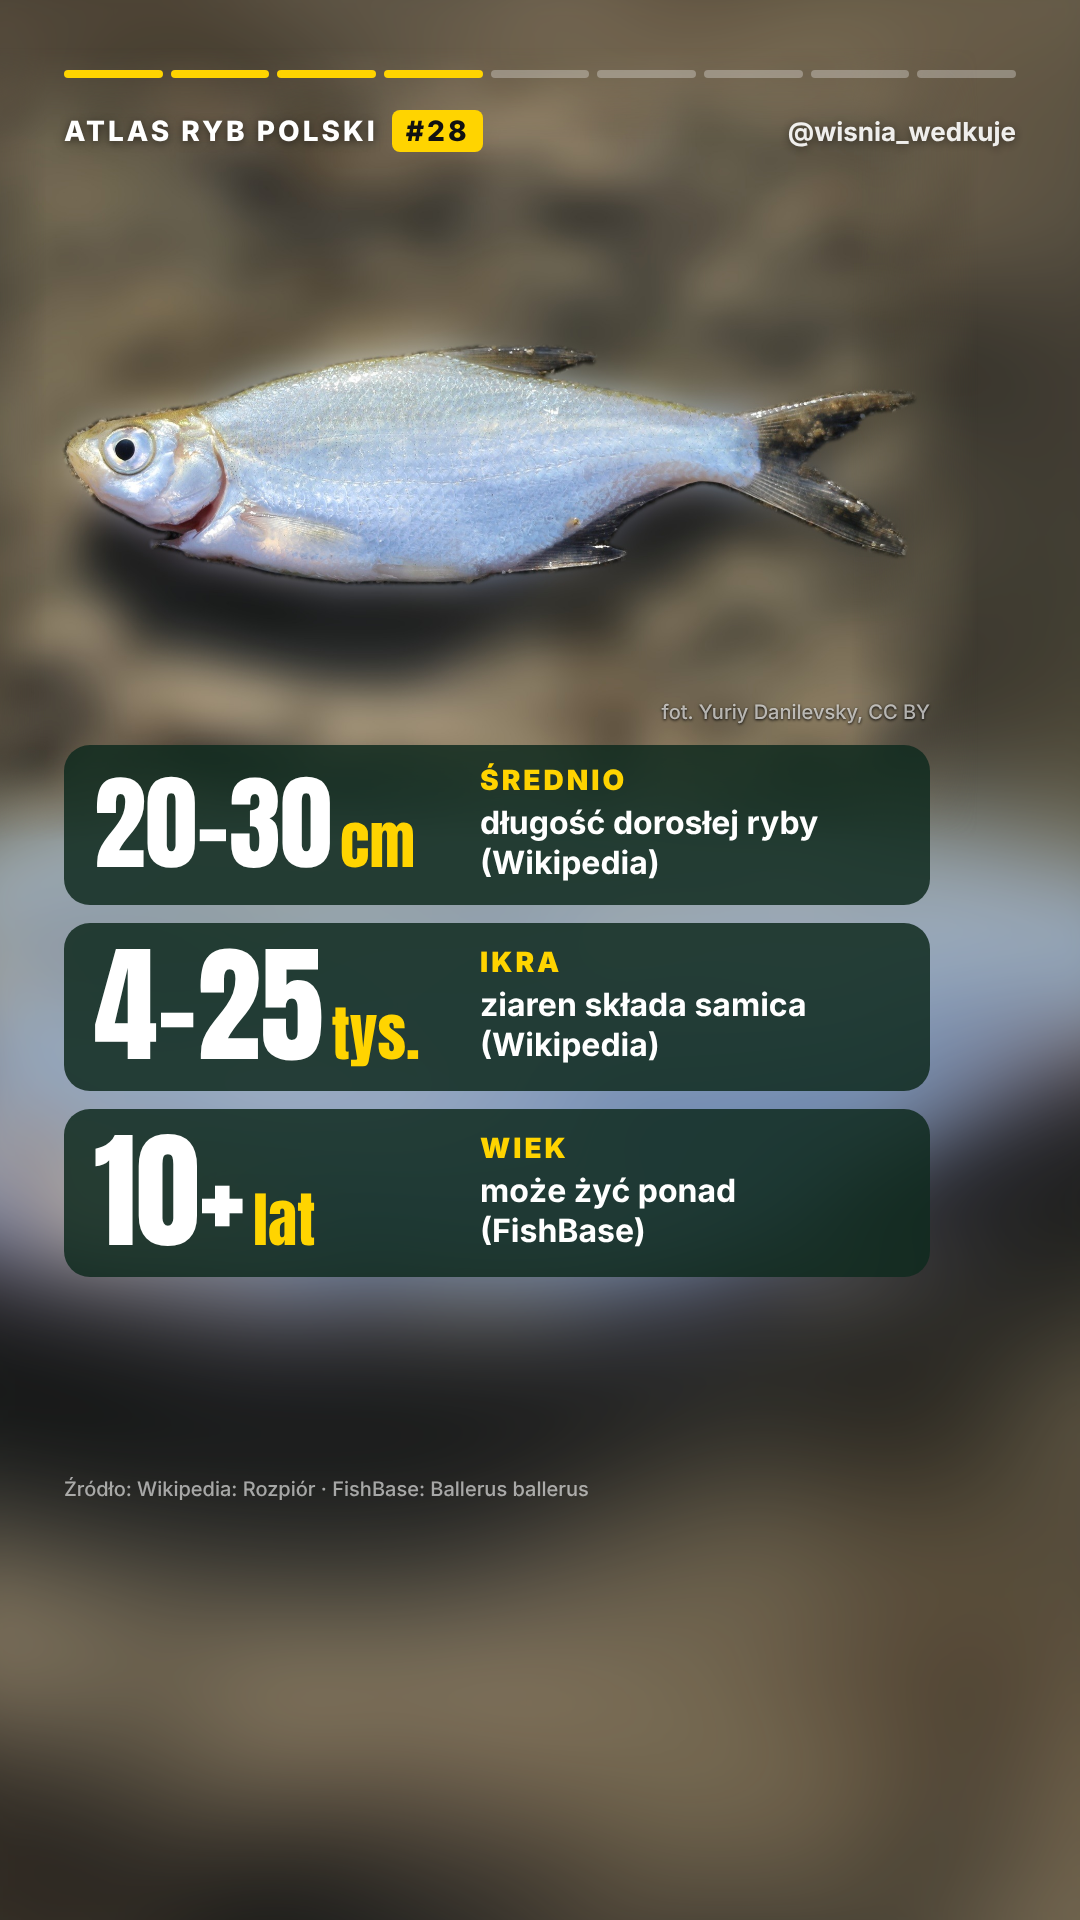 ATLAS RYB POLSKI #28
@wisnia_wedkuje
fot. Yuriy Danilevsky, CC BY
20-30 cm
ŚREDNIO
długość dorosłej ryby
(Wikipedia)
4-25 tys.
IKRA
ziaren składa samica
(Wikipedia)
10+ lat
WIEK
może żyć ponad
(FishBase)
Źródło: Wikipedia: Rozpiór · FishBase: Ballerus ballerus